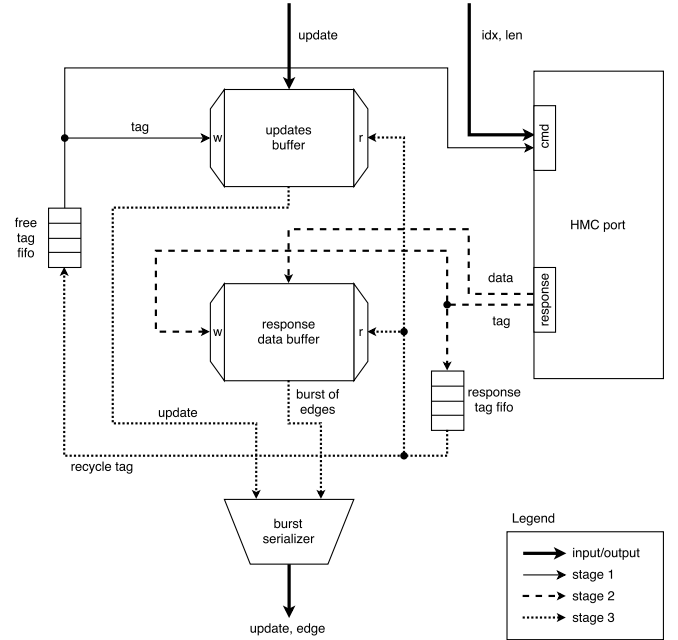 update
idx, len
tag
w
updates
buffer
r
cmd
free
tag
fifo
HMC port
data
response
tag
w
response
data buffer
r
burst of
edges
response
tag fifo
update
recycle tag
burst
serializer
update, edge
Legend
input/output
stage 1
stage 2
stage 3